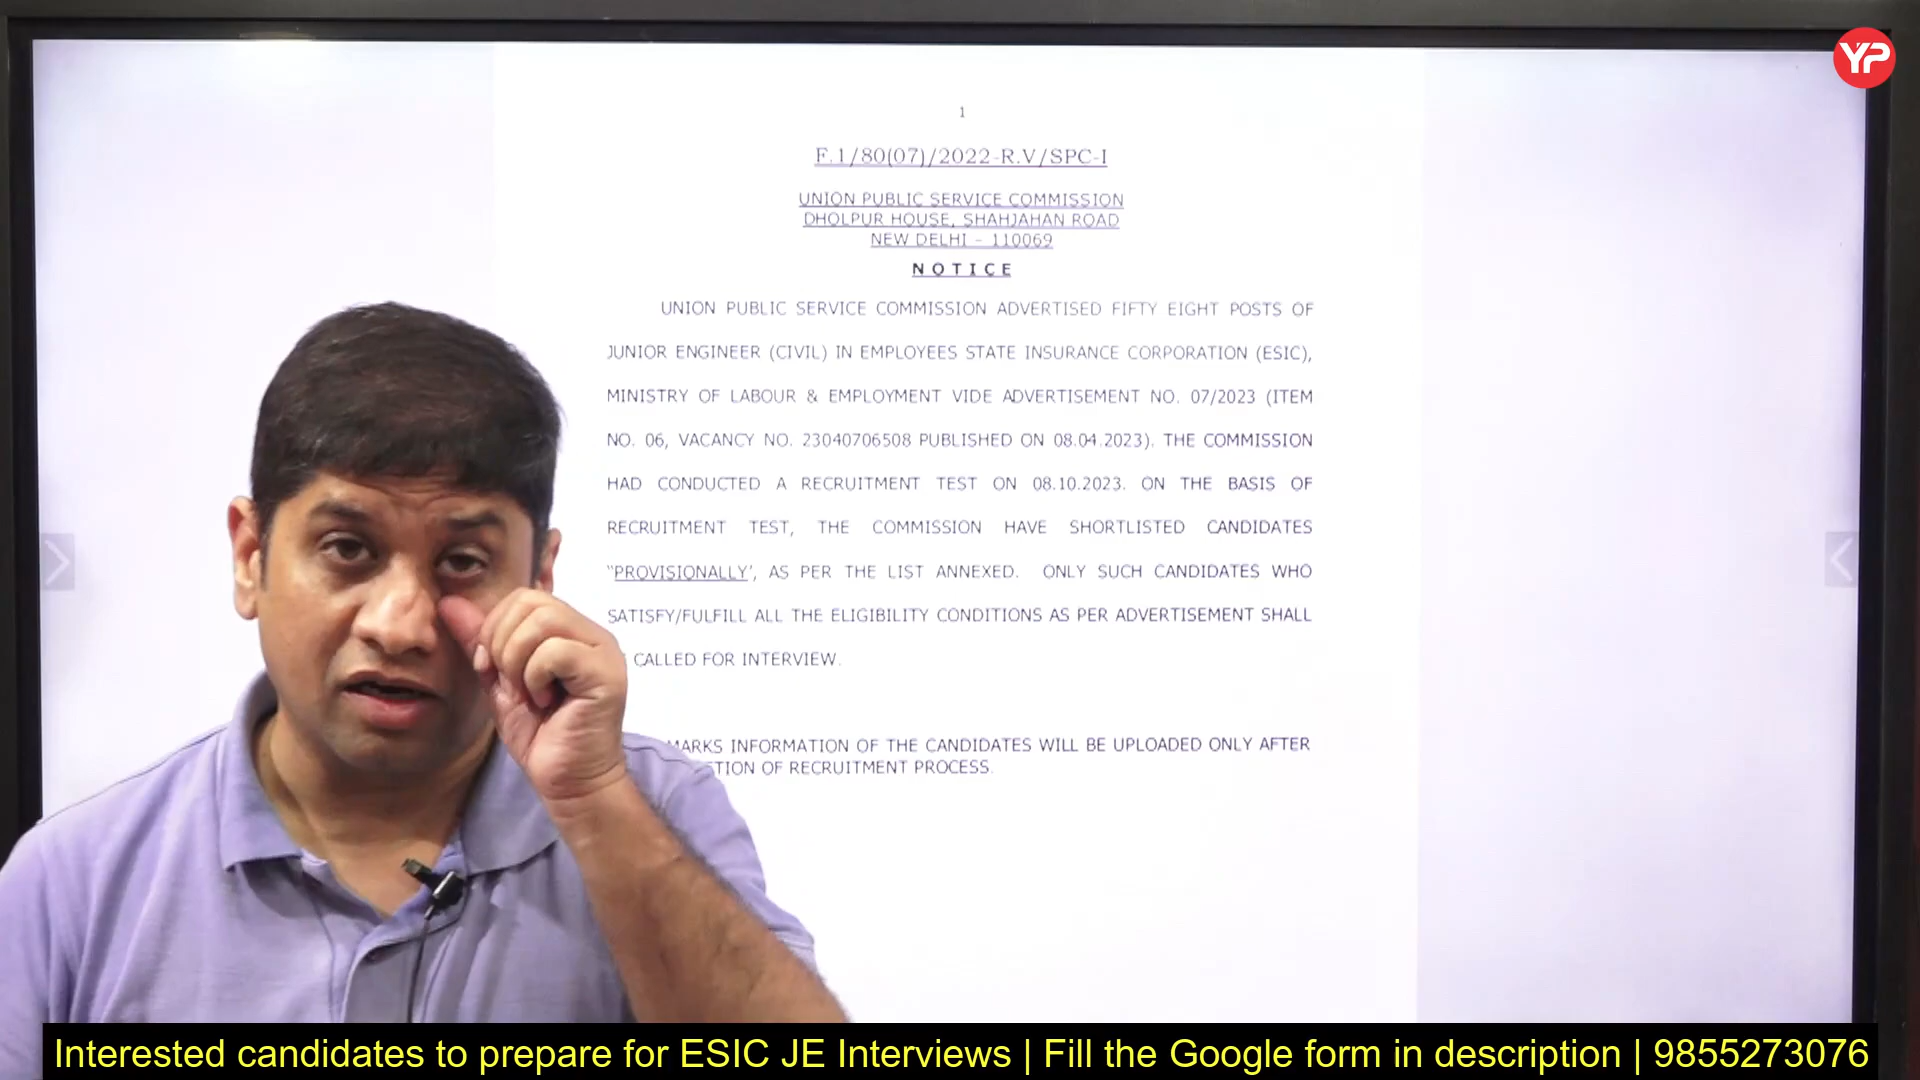 YP
1
F.1/80(07)/2022-R.V/SPC-I
UNION PUBLIC SERVICE COMMISSION
DHOLPUR HOUSE, SHAHJAHAN ROAD
NEW DELHI – 110069
NOTICE
UNION PUBLIC SERVICE COMMISSION ADVERTISED FIFTY EIGHT POSTS OF
JUNIOR ENGINEER (CIVIL) IN EMPLOYEES STATE INSURANCE CORPORATION (ESIC),
MINISTRY OF LABOUR & EMPLOYMENT VIDE ADVERTISEMENT NO. 07/2023 (ITEM
NO. 06, VACANCY NO. 23040706508 PUBLISHED ON 08.04.2023). THE COMMISSION
HAD CONDUCTED A RECRUITMENT TEST ON 08.10.2023. ON THE BASIS OF
RECRUITMENT TEST, THE COMMISSION HAVE SHORTLISTED CANDIDATES
“PROVISIONALLY’, AS PER THE LIST ANNEXED. ONLY SUCH CANDIDATES WHO
SATISFY/FULFILL ALL THE ELIGIBILITY CONDITIONS AS PER ADVERTISEMENT SHALL
CALLED FOR INTERVIEW.
MARKS INFORMATION OF THE CANDIDATES WILL BE UPLOADED ONLY AFTER
OF RECRUITMENT PROCESS.
Interested candidates to prepare for ESIC JE Interviews | Fill the Google form in description | 9855273076